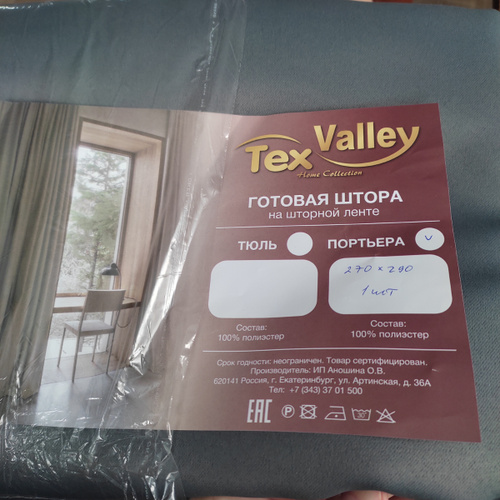 Tex Valley
Home Collection
ГОТОВАЯ ШТОРА
на шторной ленте
ТЮЛЬ
ПОРТЬЕРА V
270 × 290
1 шт
Состав:
100% полиэстер
Состав:
100% полиэстер
Срок годности: неограничен. Товар сертифицирован.
Производитель: ИП Аношина О.В.
620141 Россия, г. Екатеринбург, ул. Артинская, д. 36А
Тел: +7 (343) 37 01 500
EAC
P